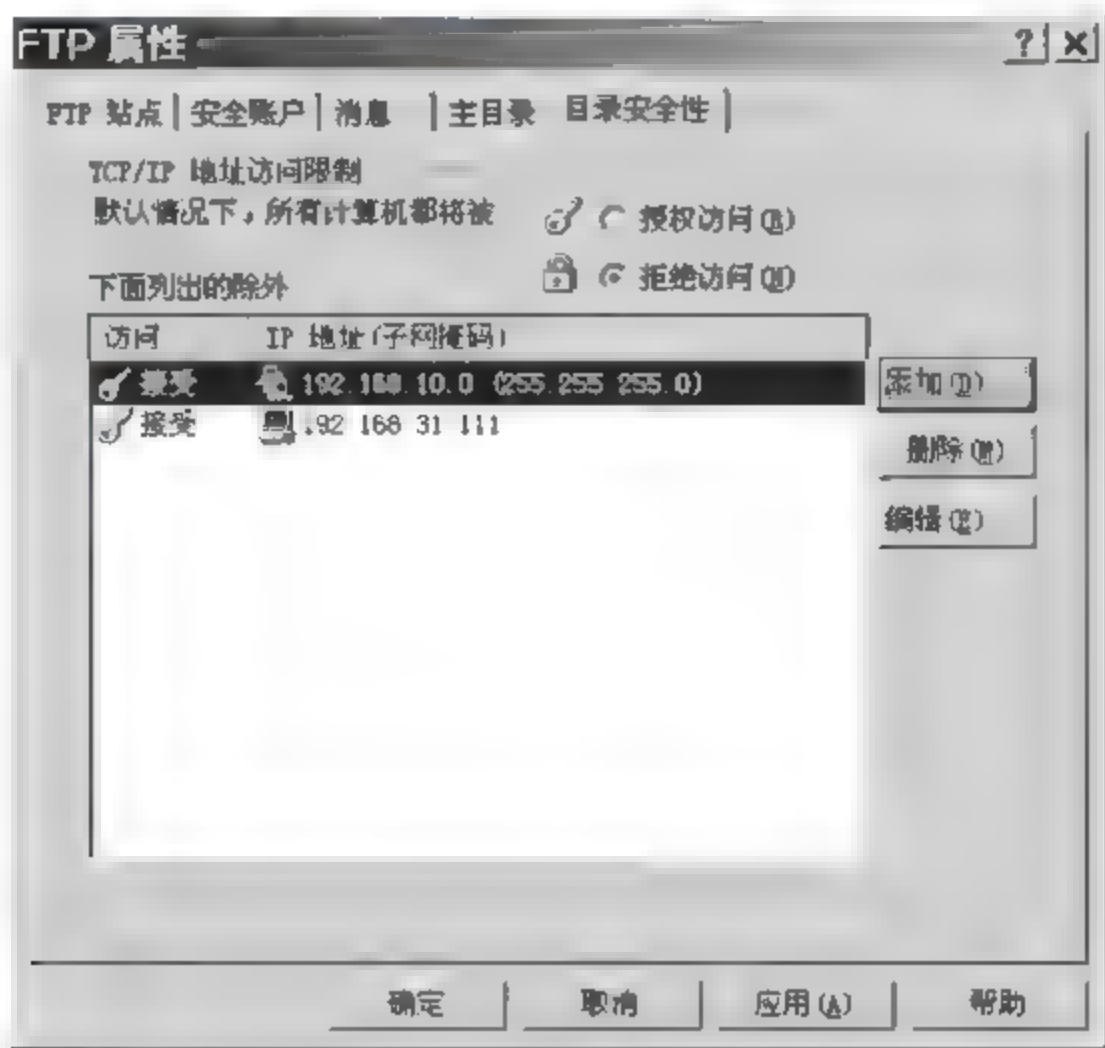 FTP 属性
FTP 站点 安全账户 消息 主目录 目录安全性
TCP/IP 地址访问限制
默认情况下,所有计算机都将被 授权访问(R)
拒绝访问(N)
下面列出的除外
访问 IP 地址(子网掩码)
接受 192.168.10.0 (255 255 255.0)
接受 .92 168 31 111
添加(D)
删除(M)
编辑(E)
确定 取消 应用(A) 帮助